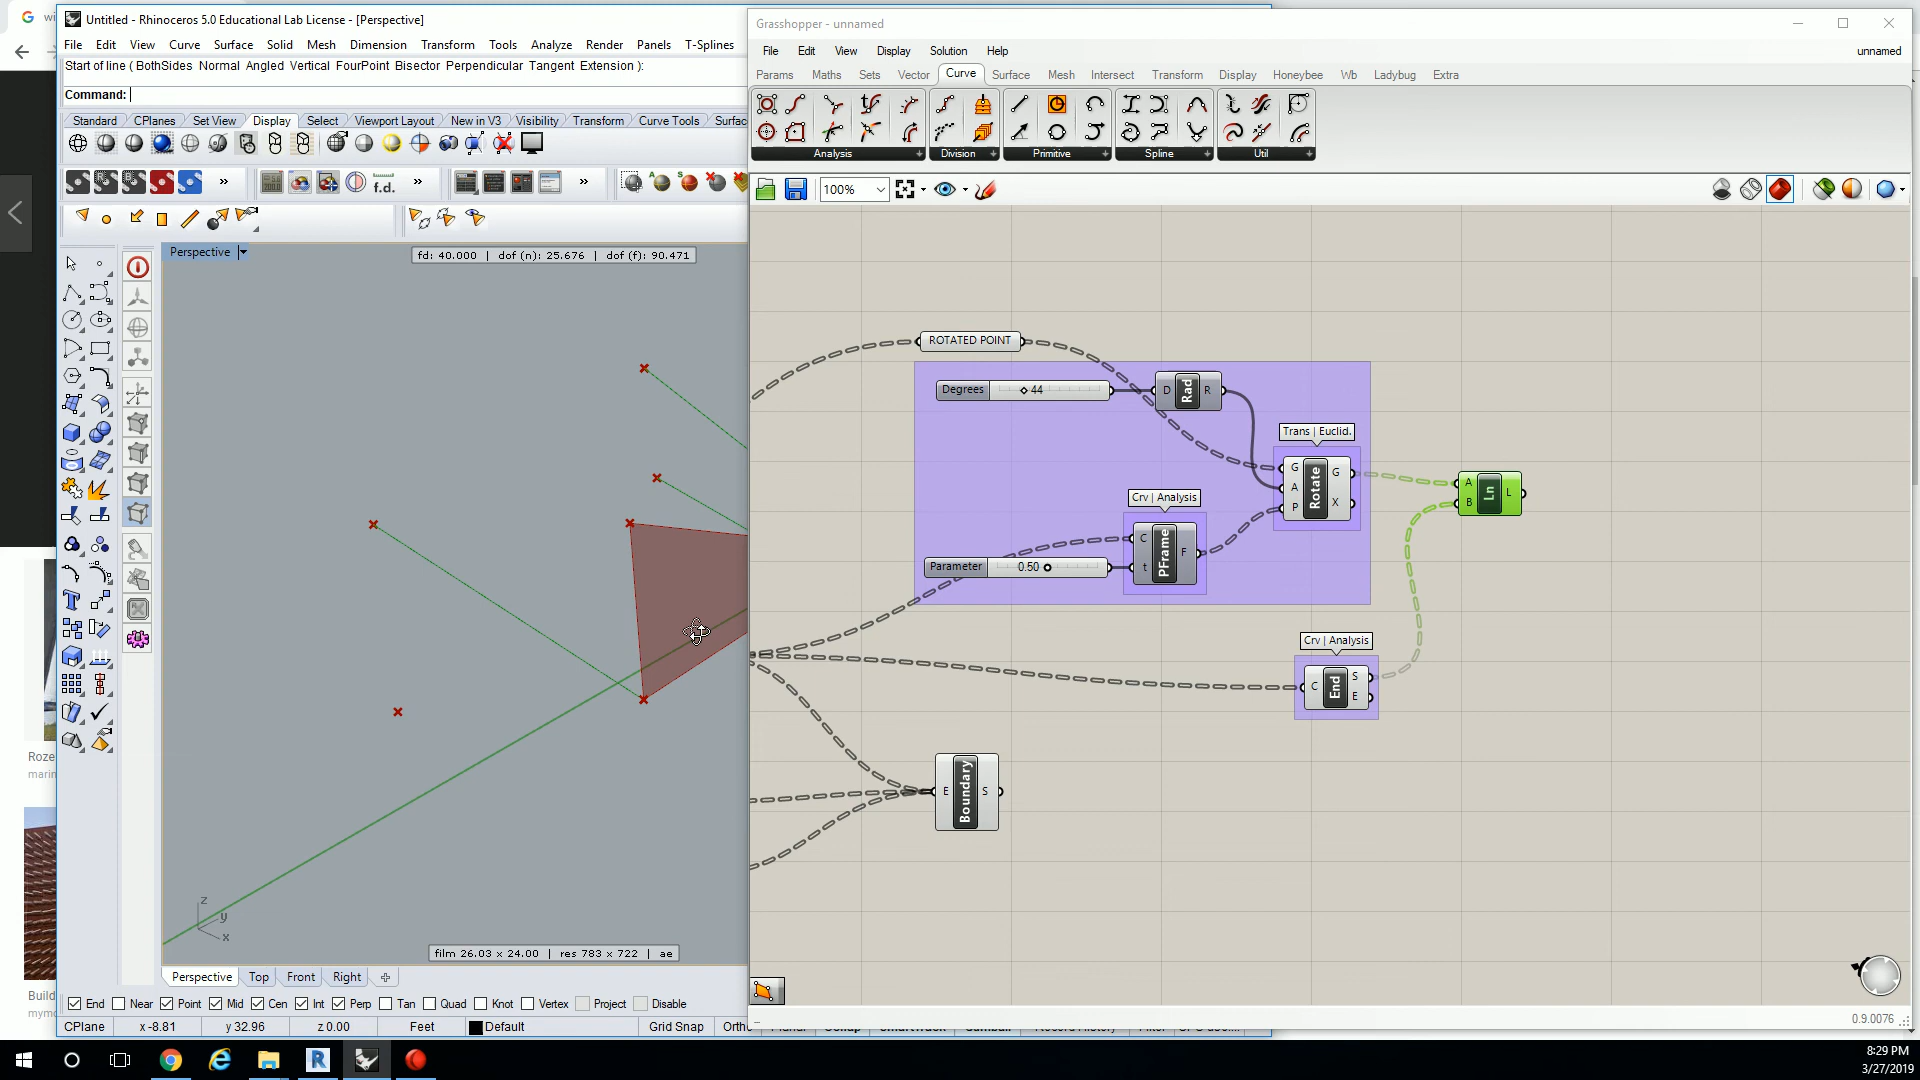 wi
Untitled - Rhinoceros 5.0 Educational Lab License - [Perspective]
File Edit View Curve Surface Solid Mesh Dimension Transform Tools Analyze Render Panels T-Splines
Start of line ( BothSides Normal Angled Vertical FourPoint Bisector Perpendicular Tangent Extension ):
Command:
Standard CPlanes Set View Display Select Viewport Layout New in V3 Visibility Transform Curve Tools Surfac
f.d.
Perspective
fd: 40.000 | dof (n): 25.676 | dof (f): 90.471
z
y
x
film 26.03 x 24.00 | res 783 x 722 | ae
Perspective Top Front Right
End Near Point Mid Cen Int Perp Tan Quad Knot Vertex Project Disable
CPlane x -8.81 y 32.96 z 0.00 Feet Default Grid Snap Ortho
Roze
marin
Build
mymo
Grasshopper - unnamed
File Edit View Display Solution Help unnamed
Params Maths Sets Vector Curve Surface Mesh Intersect Transform Display Honeybee Wb Ladybug Extra
Analysis Division Primitive Spline Util
100%
ROTATED POINT
Degrees 44
D Rad R
Trans | Euclid.
G A P Rotate G X
A B Ln L
Crv | Analysis
C t PFrame F
Parameter 0.50
Crv | Analysis
C End S E
E Boundary S
0.9.0076
8:29 PM
3/27/2019